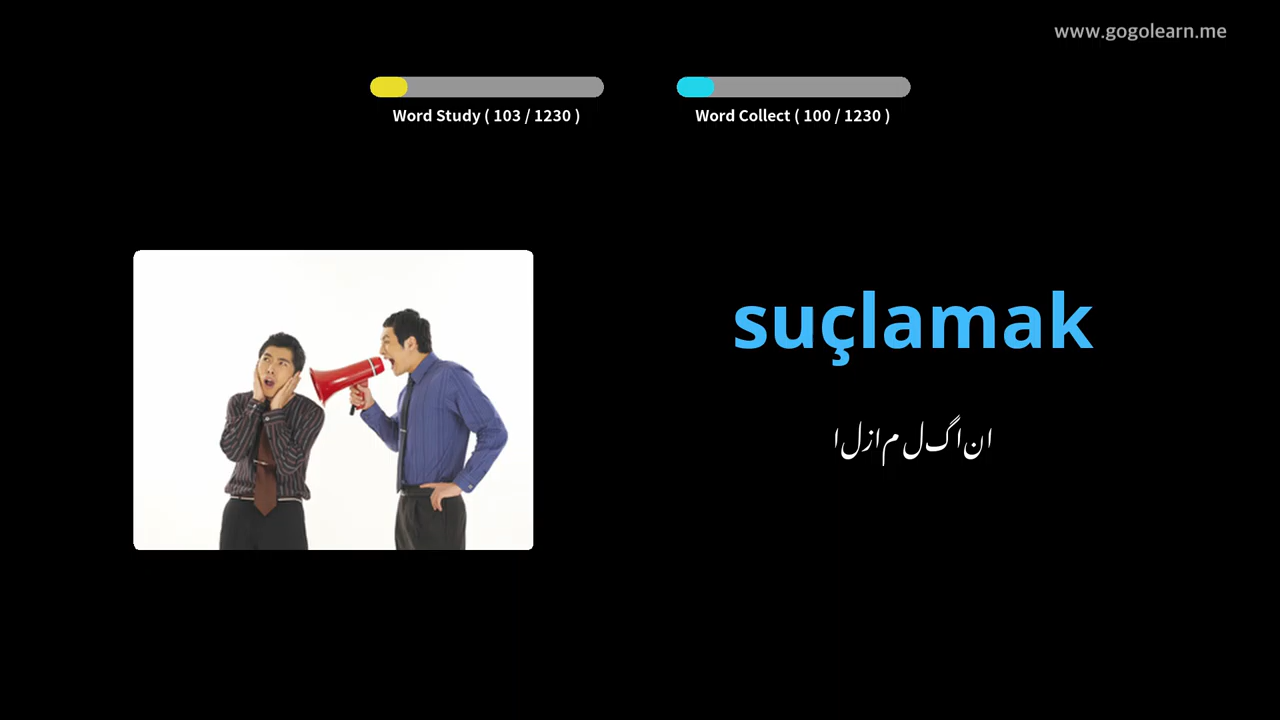 www.gogolearn.me
Word Study ( 103 / 1230 )
Word Collect ( 100 / 1230 )
suçlamak
الزام لگانا